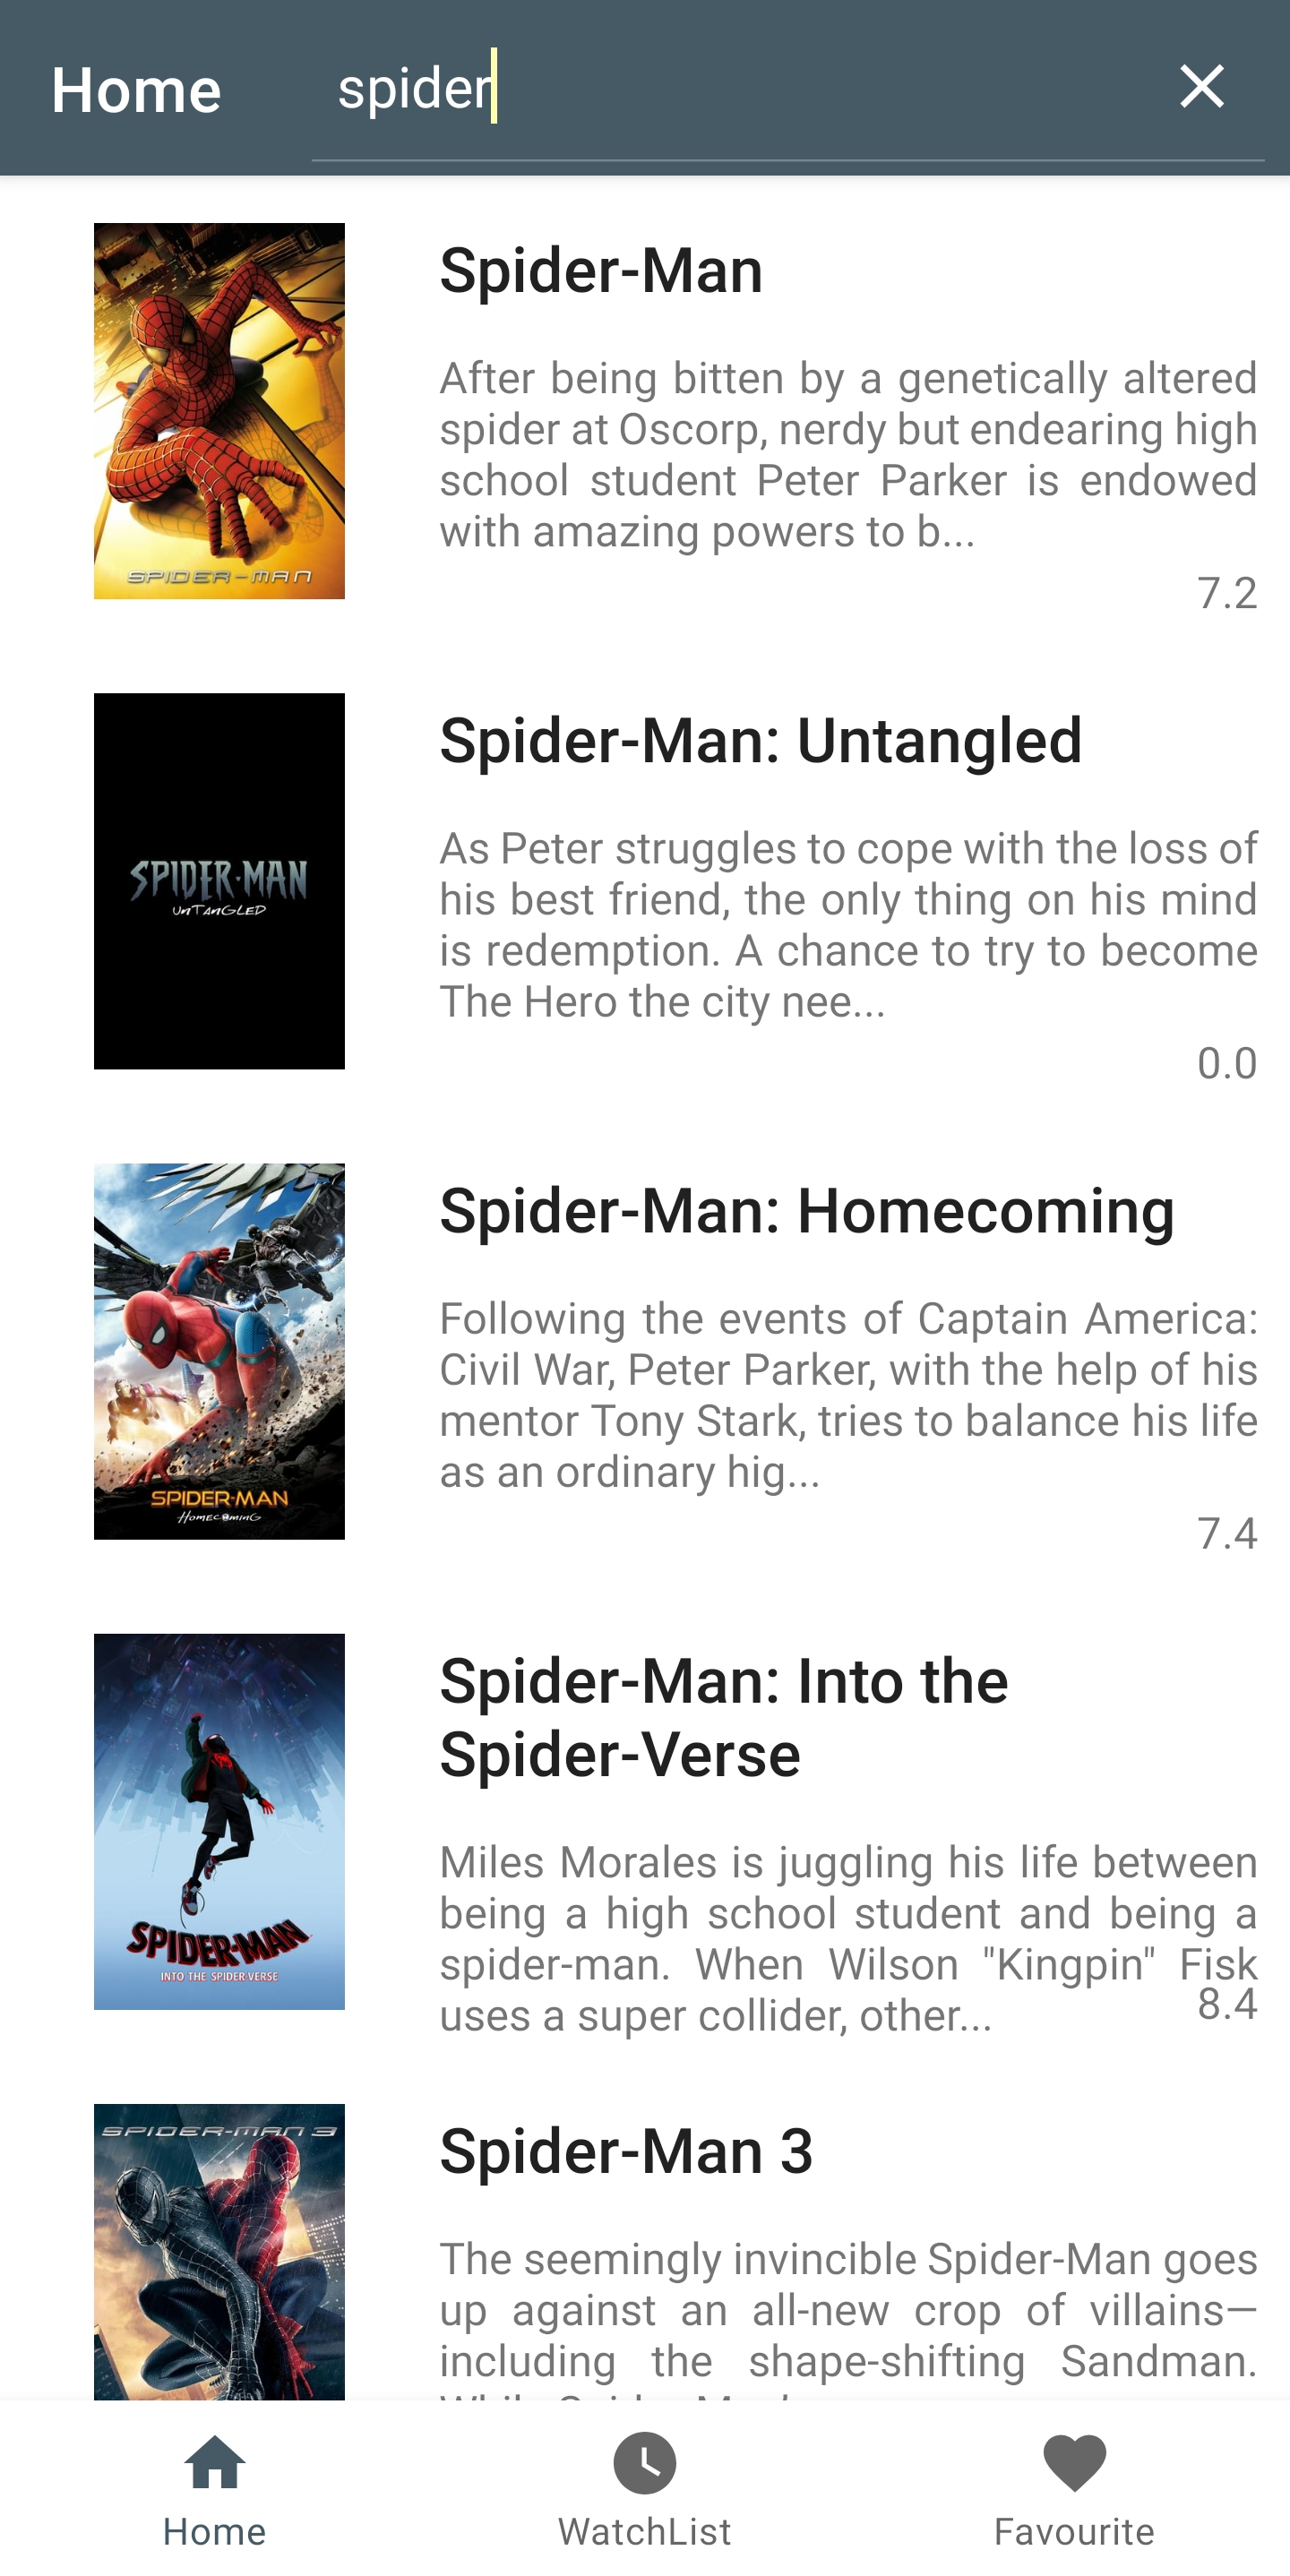 Home
spider
Spider-Man
After being bitten by a genetically altered
spider at Oscorp, nerdy but endearing high
school student Peter Parker is endowed
with amazing powers to b...
7.2
SPIDER-MAN
Spider-Man: Untangled
As Peter struggles to cope with the loss of
his best friend, the only thing on his mind
is redemption. A chance to try to become
The Hero the city nee...
0.0
SPIDER-MAN
UnTAnGLED
Spider-Man: Homecoming
Following the events of Captain America:
Civil War, Peter Parker, with the help of his
mentor Tony Stark, tries to balance his life
as an ordinary hig...
7.4
SPIDER-MAN
HomecominG
Spider-Man: Into the
Spider-Verse
Miles Morales is juggling his life between
being a high school student and being a
spider-man. When Wilson "Kingpin" Fisk
uses a super collider, other...
8.4
SPIDER-MAN
INTO THE SPIDER-VERSE
SPIDER-MAN 3
Spider-Man 3
The seemingly invincible Spider-Man goes
up against an all-new crop of villains—
including the shape-shifting Sandman.
Home
WatchList
Favourite